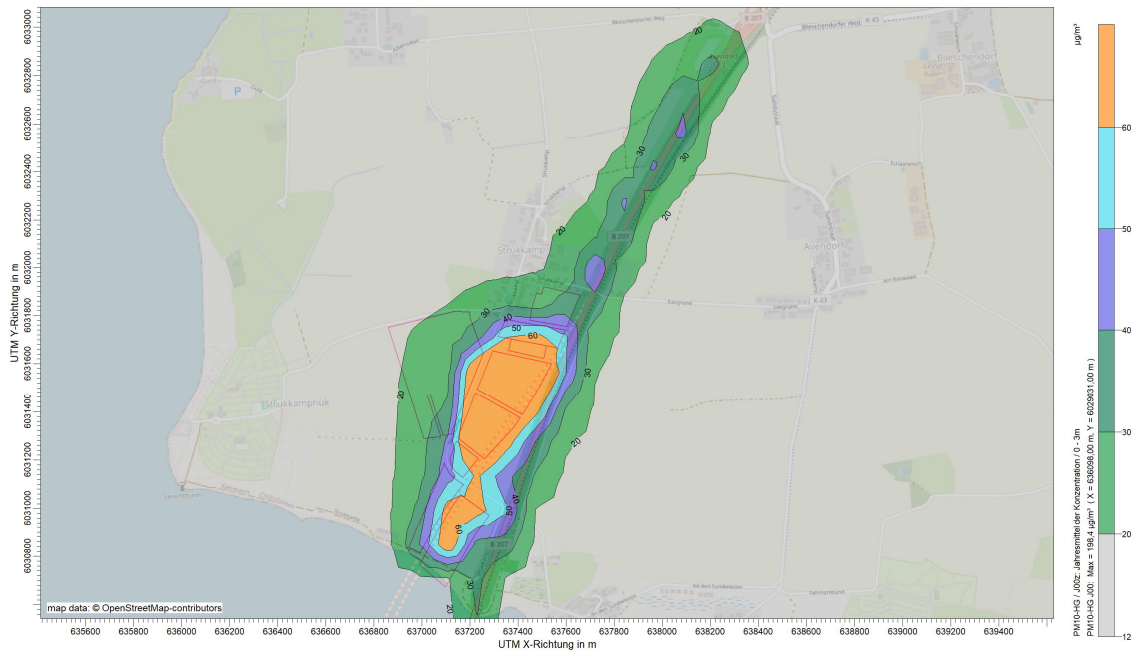 Blieschendorfer Weg
K 43
B 207
Blieschendorfer Weg
µg/m³
Blieschendorf
Avendorf
P
20
30
30
20
Strukkamp
Strukkamp
20
B 207
Avendorf
K 43
30
40
50
60
20
30
Strukkamphuk
20
40
50
60
B 207
30
20
map data: © OpenStreetMap-contributors
6033000
6032800
6032600
6032400
6032200
6032000
6031800
6031600
6031400
6031200
6031000
6030800
UTM Y-Richtung in m
635600
635800
636000
636200
636400
636600
636800
637000
637200
637400
637600
637800
638000
638200
638400
638600
638800
639000
639200
639400
UTM X-Richtung in m
60
50
40
30
20
12
PM10-HG / J00z: Jahresmittel der Konzentration / 0 - 3m
PM10-HG J00: Max = 198,4 µg/m³ ( X = 636098,00 m, Y = 6029031,00 m )